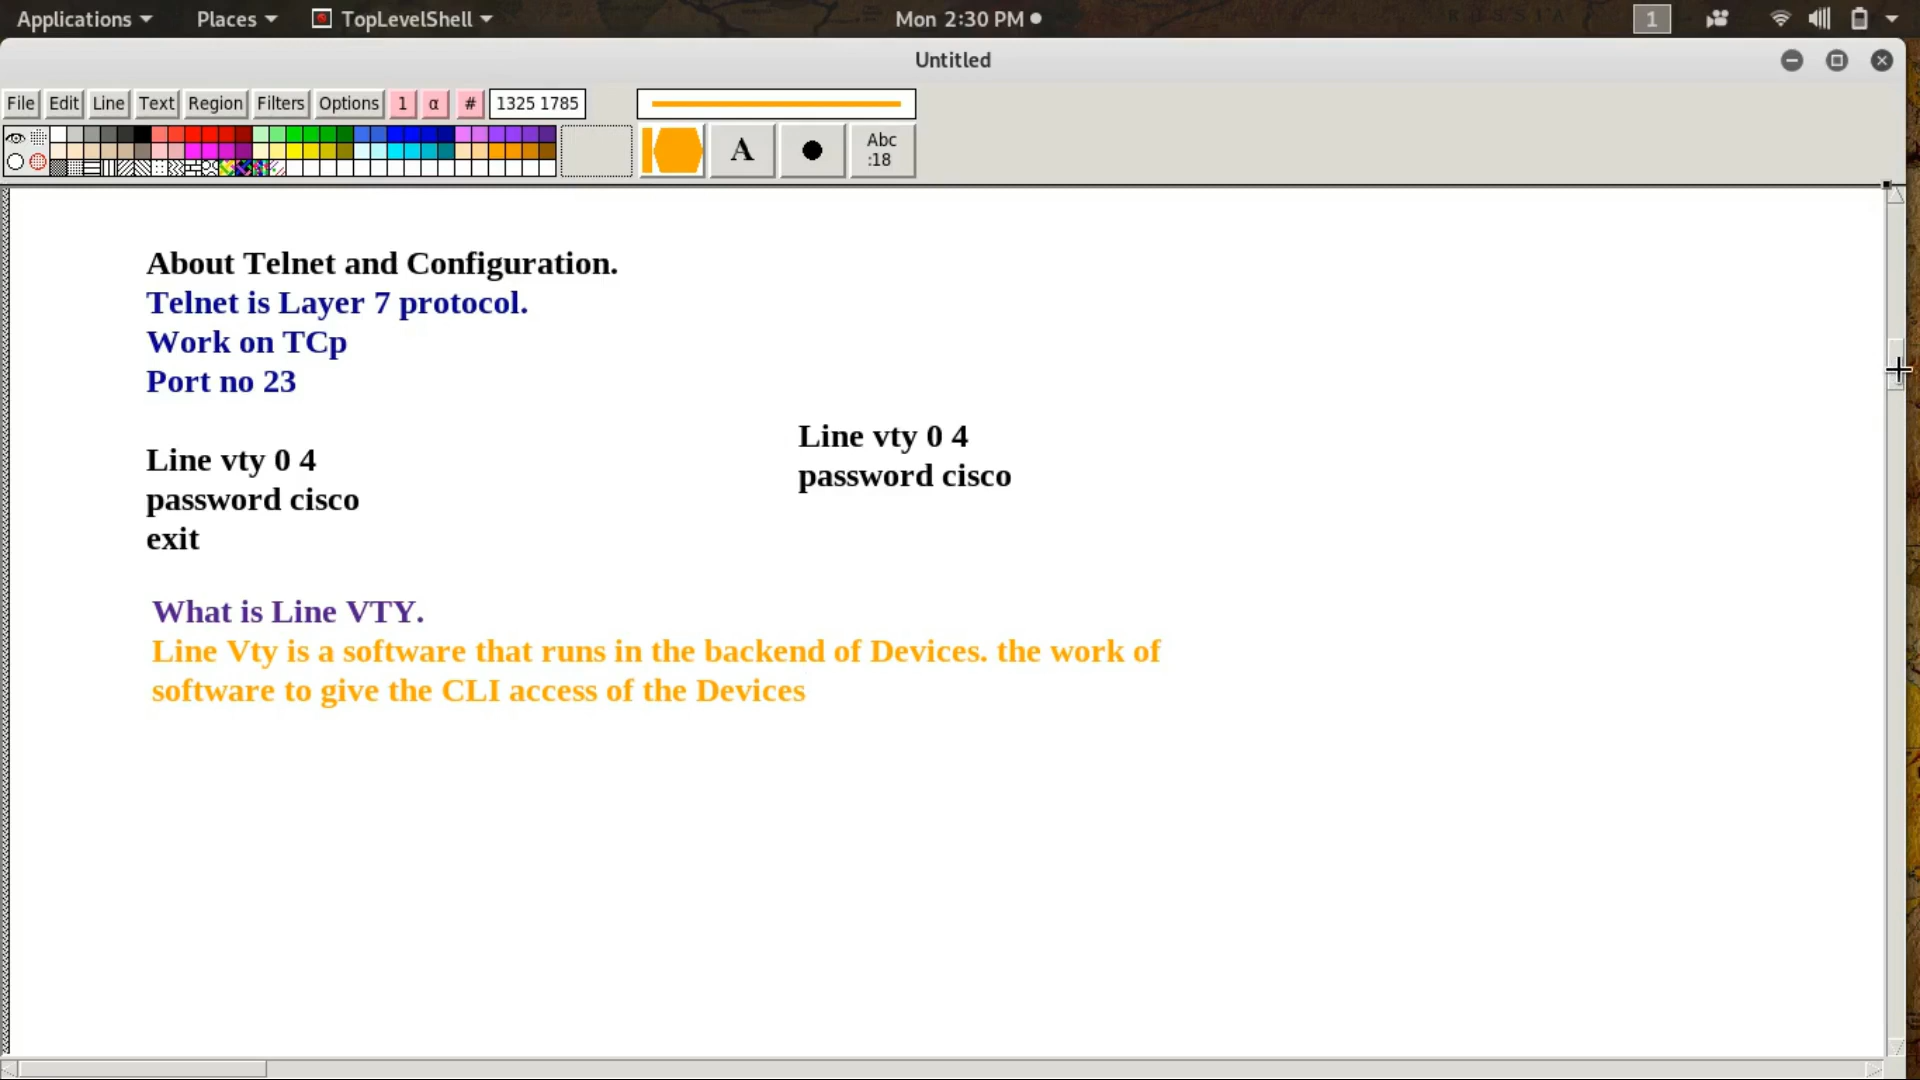 Applications Places TopLevelShell Mon 2:30 PM 1
Untitled
File Edit Line Text Region Filters Options 1 α # 1325 1785
A Abc
:18
About Telnet and Configuration.
Telnet is Layer 7 protocol.
Work on TCp
Port no 23
Line vty 0 4
password cisco
exit
Line vty 0 4
password cisco
What is Line VTY.
Line Vty is a software that runs in the backend of Devices. the work of
software to give the CLI access of the Devices